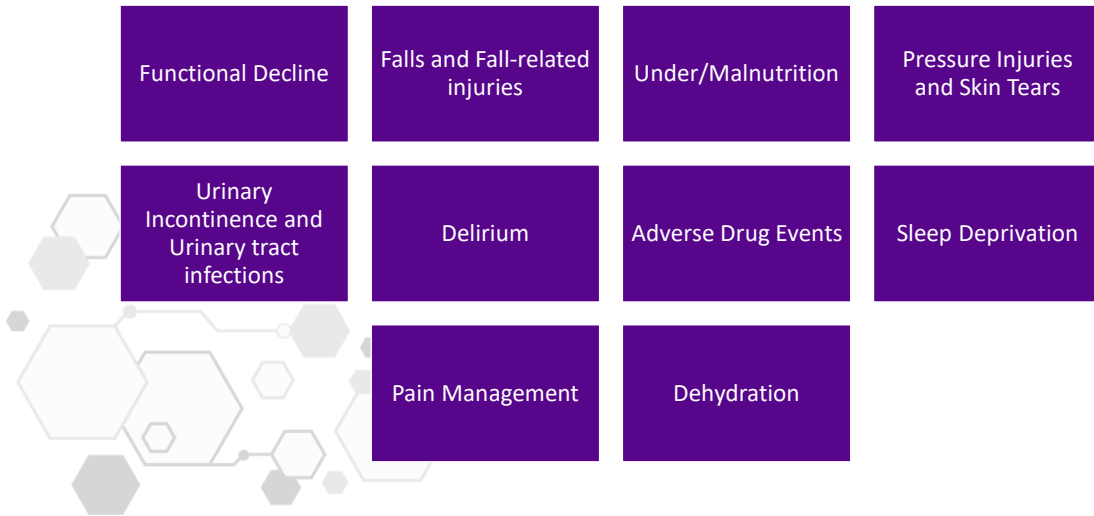 Functional Decline
Falls and Fall-related
injuries
Under/Malnutrition
Pressure Injuries
and Skin Tears
Urinary
Incontinence and
Urinary tract
infections
Delirium
Adverse Drug Events
Sleep Deprivation
Pain Management
Dehydration